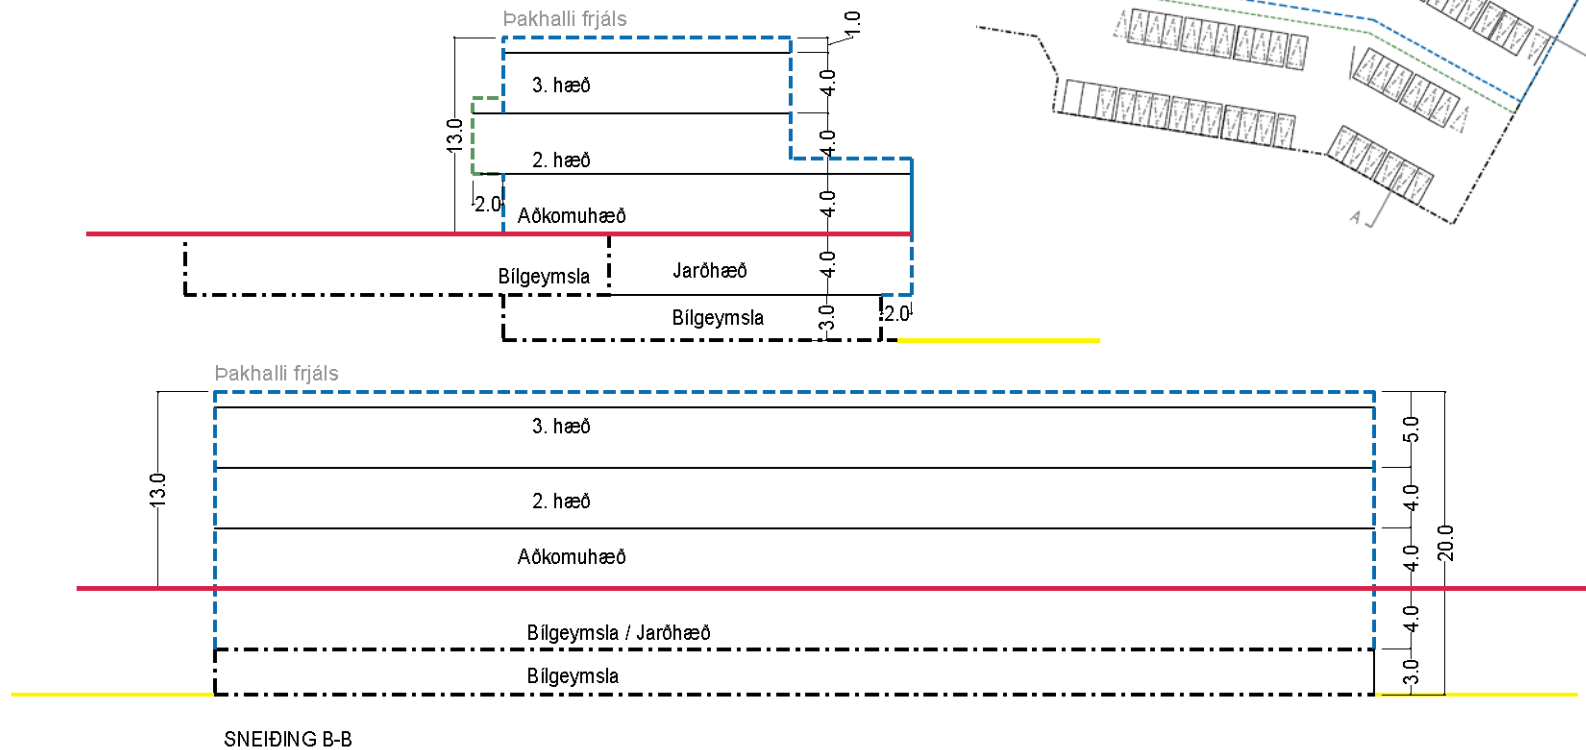 Þakhalli frjáls
1.0
3. hæð
4.0
13.0
4.0
2. hæð
2.0
Aðkomuhæð
4.0
Bílgeymsla
Jarðhæð
4.0
Bílgeymsla
3.0
2.0
A
Þakhalli frjáls
3. hæð
5.0
13.0
2. hæð
4.0
20.0
Aðkomuhæð
4.0
Bílgeymsla / Jarðhæð
4.0
Bílgeymsla
3.0
SNEIÐING B-B